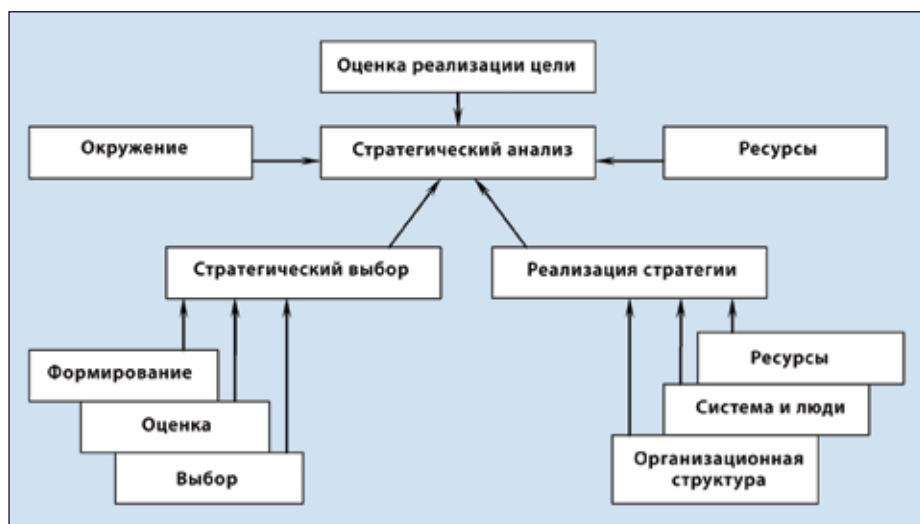 Оценка реализации цели
Окружение
Стратегический анализ
Ресурсы
Стратегический выбор
Реализация стратегии
Формирование
Оценка
Выбор
Ресурсы
Система и люди
Организационная
структура